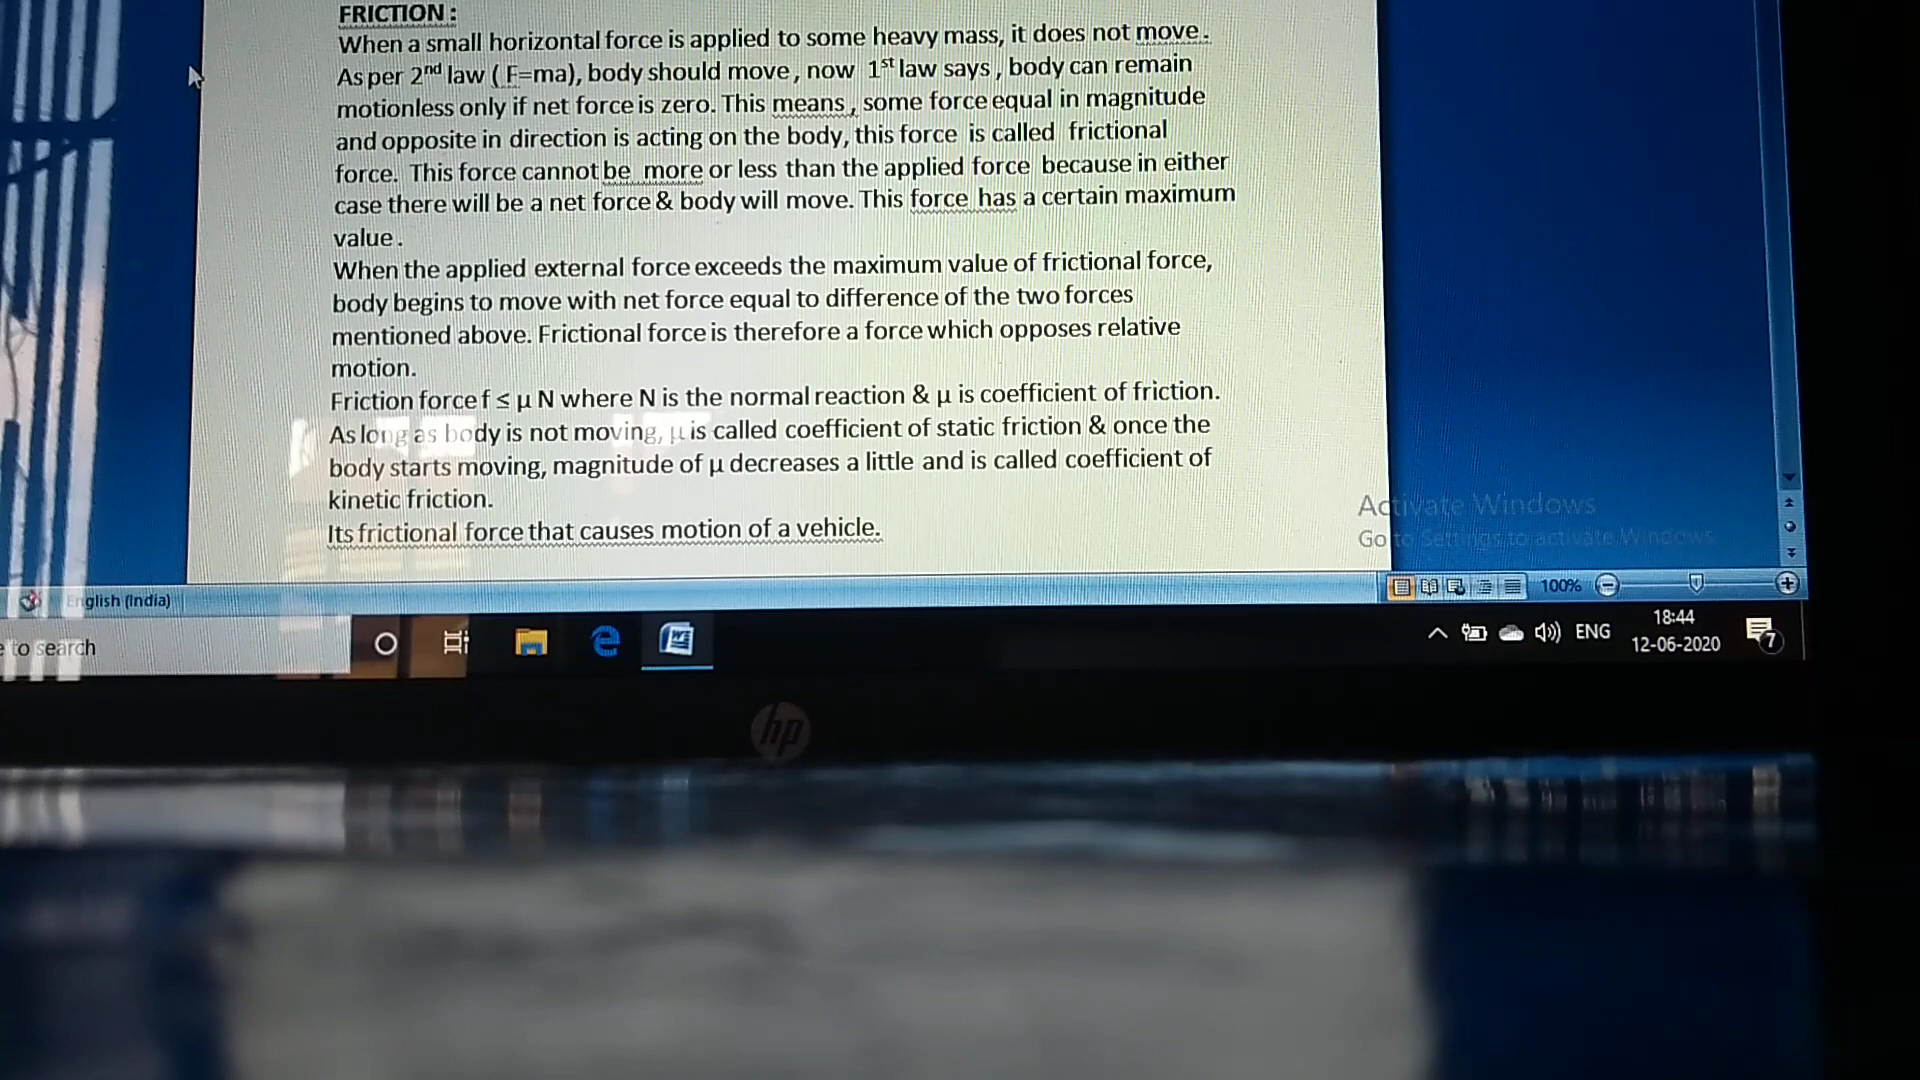 FRICTION :
When a small horizontal force is applied to some heavy mass, it does not move .
As per 2nd law ( F=ma), body should move , now 1st law says , body can remain
motionless only if net force is zero. This means , some force equal in magnitude
and opposite in direction is acting on the body, this force is called frictional
force. This force cannot be more or less than the applied force because in either
case there will be a net force & body will move. This force has a certain maximum
value .
When the applied external force exceeds the maximum value of frictional force,
body begins to move with net force equal to difference of the two forces
mentioned above. Frictional force is therefore a force which opposes relative
motion.
Friction force f ≤ μ N where N is the normal reaction & μ is coefficient of friction.
As long as body is not moving, μ is called coefficient of static friction & once the
body starts moving, magnitude of μ decreases a little and is called coefficient of
kinetic friction.
Its frictional force that causes motion of a vehicle.
Activate Windows
Go to Settings to activate Windows.
English (India)
100%
to search
ENG
18:44
12-06-2020
7
hp